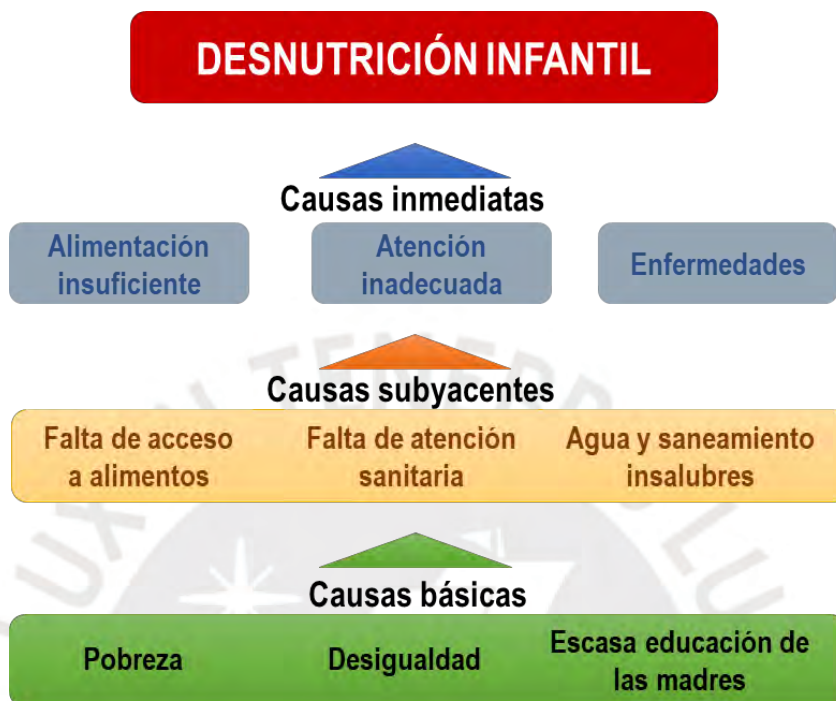 DESNUTRICIÓN INFANTIL
Causas inmediatas
Alimentación
insuficiente
Atención
inadecuada
Enfermedades
Causas subyacentes
Falta de acceso
a alimentos
Falta de atención
sanitaria
Agua y saneamiento
insalubres
Causas básicas
Pobreza
Desigualdad
Escasa educación de
las madres